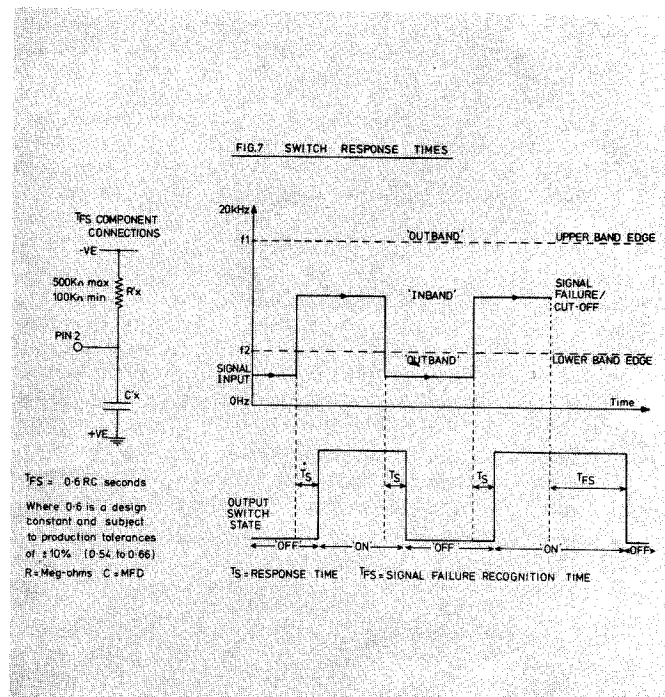 FIG.7 SWITCH RESPONSE TIMES
TFS COMPONENT
CONNECTIONS
-VE
500KΩ max
100KΩ min
R'x
PIN 2
C'x
+VE
TFS = 0·6 RC seconds
Where 0·6 is a design
constant and subject
to production tolerances
of ±10% (0·54 to 0·66)
R=Meg-ohms C=MFD
20kHz
f1
'OUTBAND'
UPPER BAND EDGE
'INBAND'
SIGNAL
FAILURE/
CUT-OFF
f2
'OUTBAND'
LOWER BAND EDGE
SIGNAL
INPUT
0Hz
Time
TS
TS
TS
TFS
OUTPUT
SWITCH
STATE
'OFF'
'ON'
'OFF'
'ON'
'OFF'
TS=RESPONSE TIME TFS=SIGNAL FAILURE RECOGNITION TIME